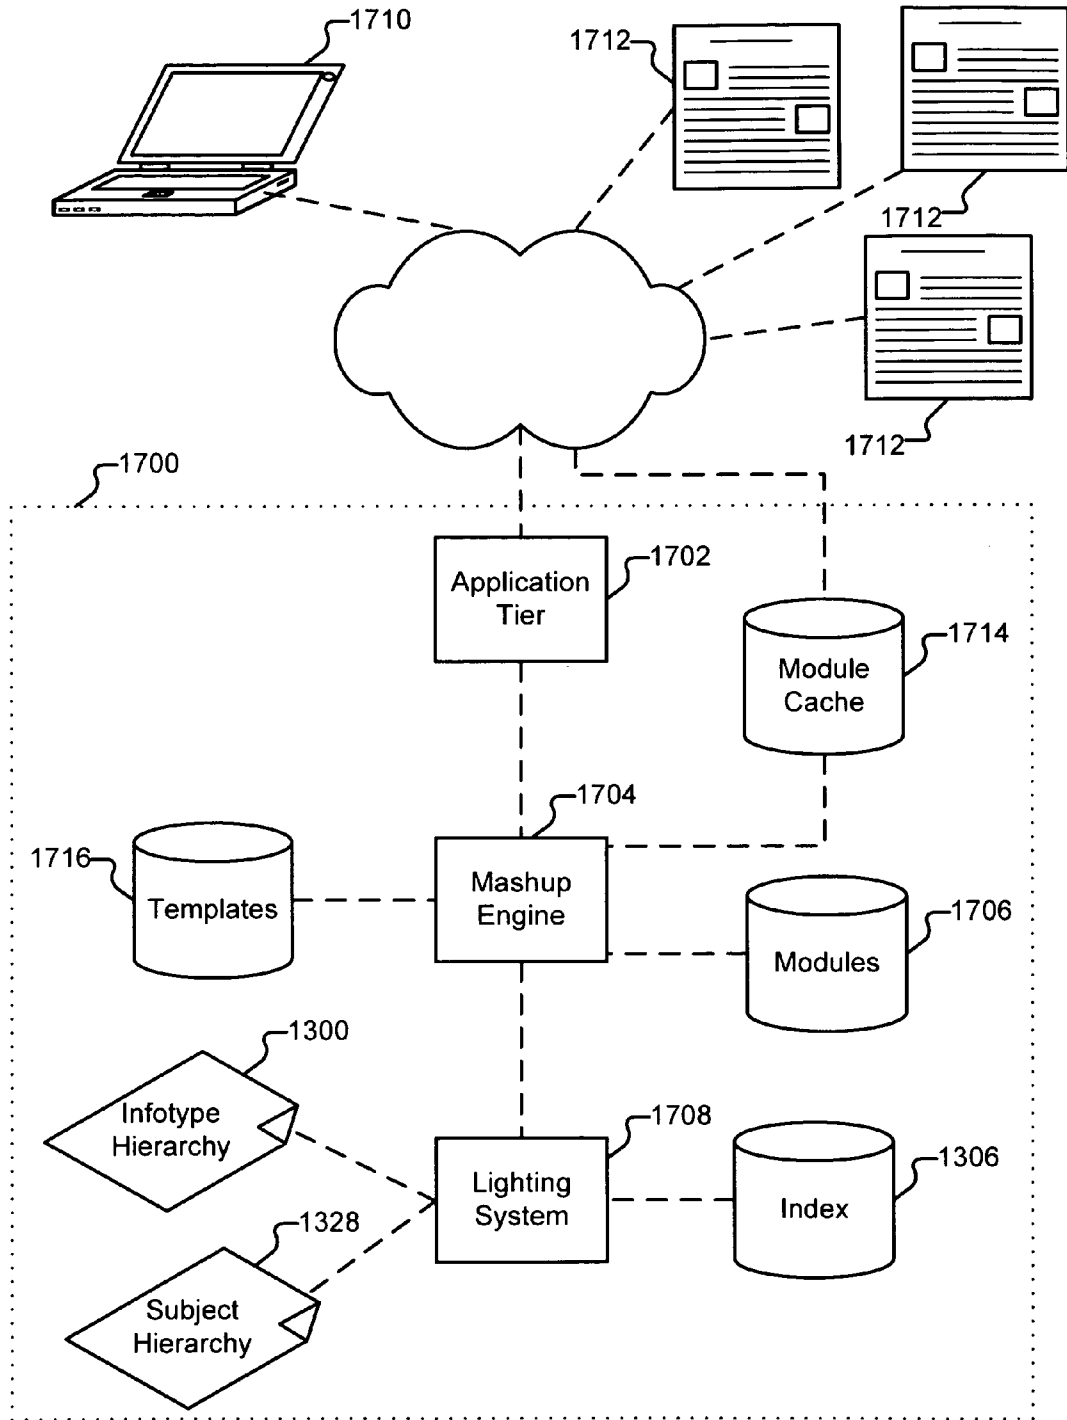 1710
1712
1712
1712
1700
1702
Application
Tier
1714
Module
Cache
1704
1716
Templates
Mashup
Engine
1706
Modules
1300
Infotype
Hierarchy
1708
Lighting
System
1306
Index
1328
Subject
Hierarchy